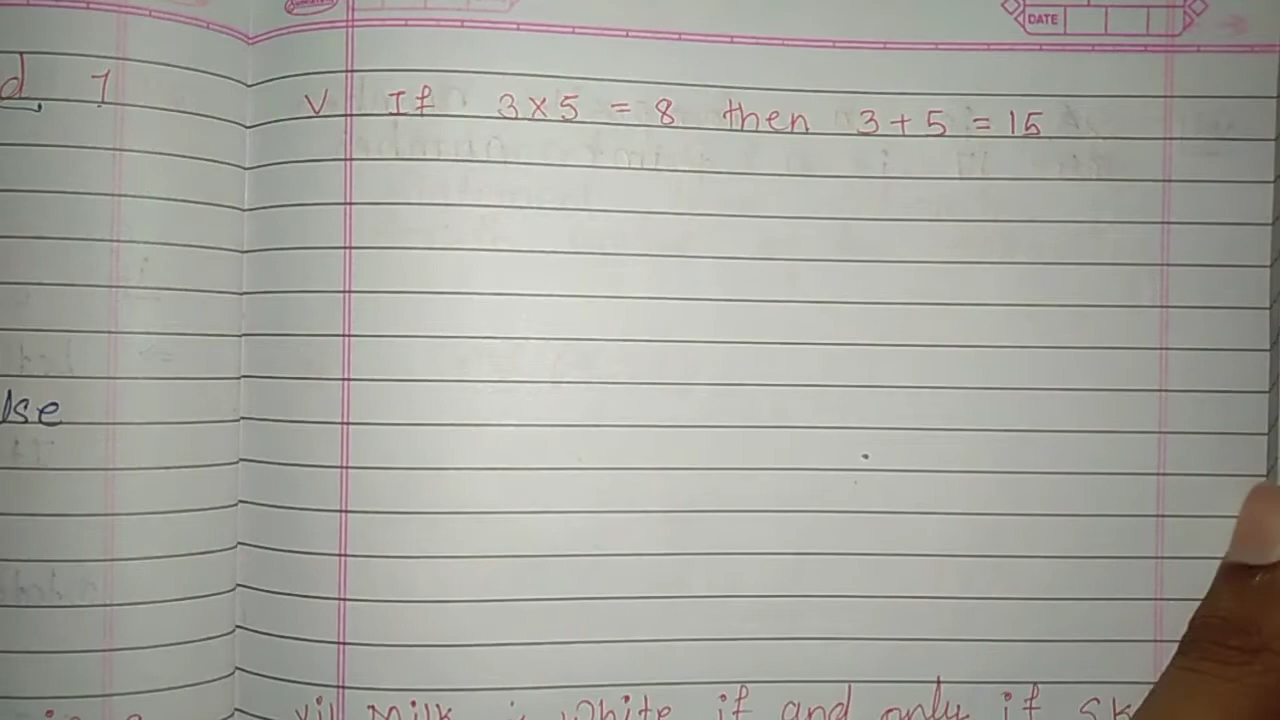 DATE
d, 7
V If 3 × 5 = 8 then 3 + 5 = 15
lse
vii Milk is white if and only if sk